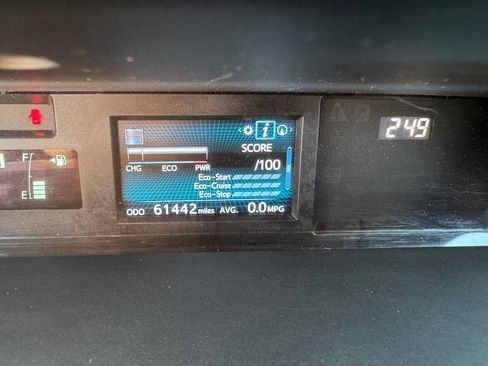 2:49
SCORE
/100
CHG ECO PWR
F
Eco-Start
Eco-Cruise
E
Eco-Stop
ODO 61442 miles AVG. 0.0 MPG